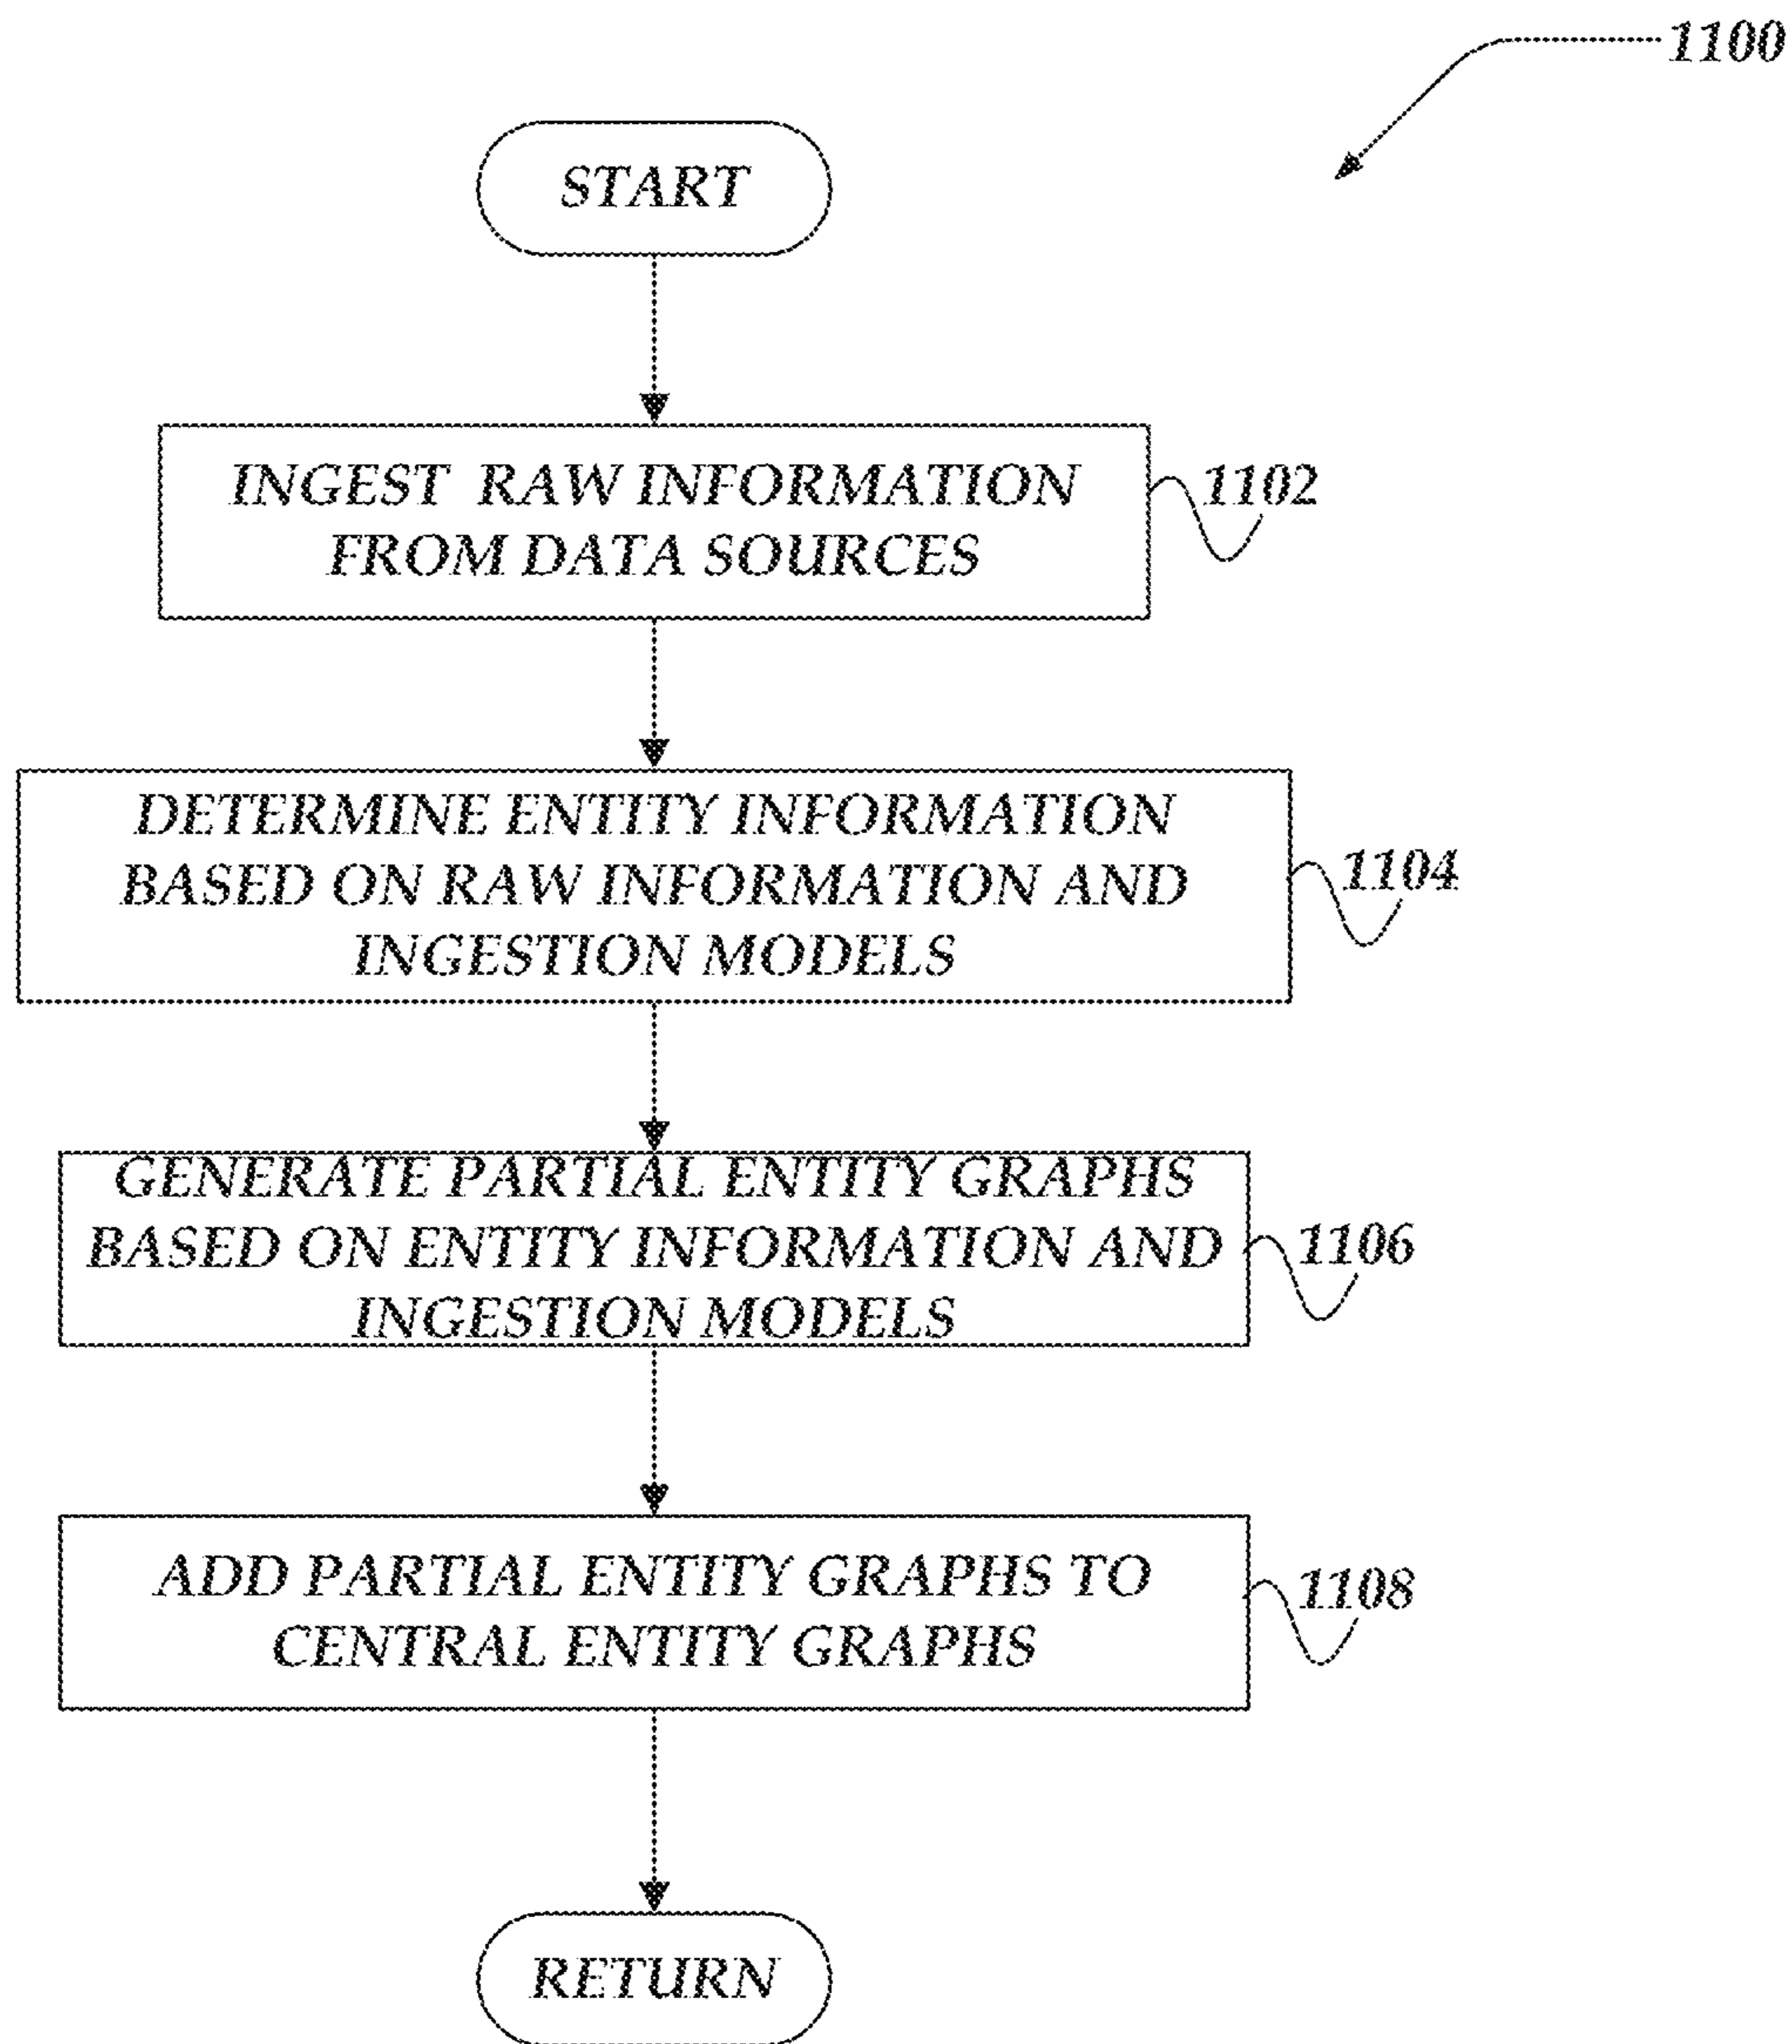 1100
START
INGEST RAW INFORMATION
FROM DATA SOURCES
1102
DETERMINE ENTITY INFORMATION
BASED ON RAW INFORMATION AND
INGESTION MODELS
1104
GENERATE PARTIAL ENTITY GRAPHS
BASED ON ENTITY INFORMATION AND
INGESTION MODELS
1106
ADD PARTIAL ENTITY GRAPHS TO
CENTRAL ENTITY GRAPHS
1108
RETURN